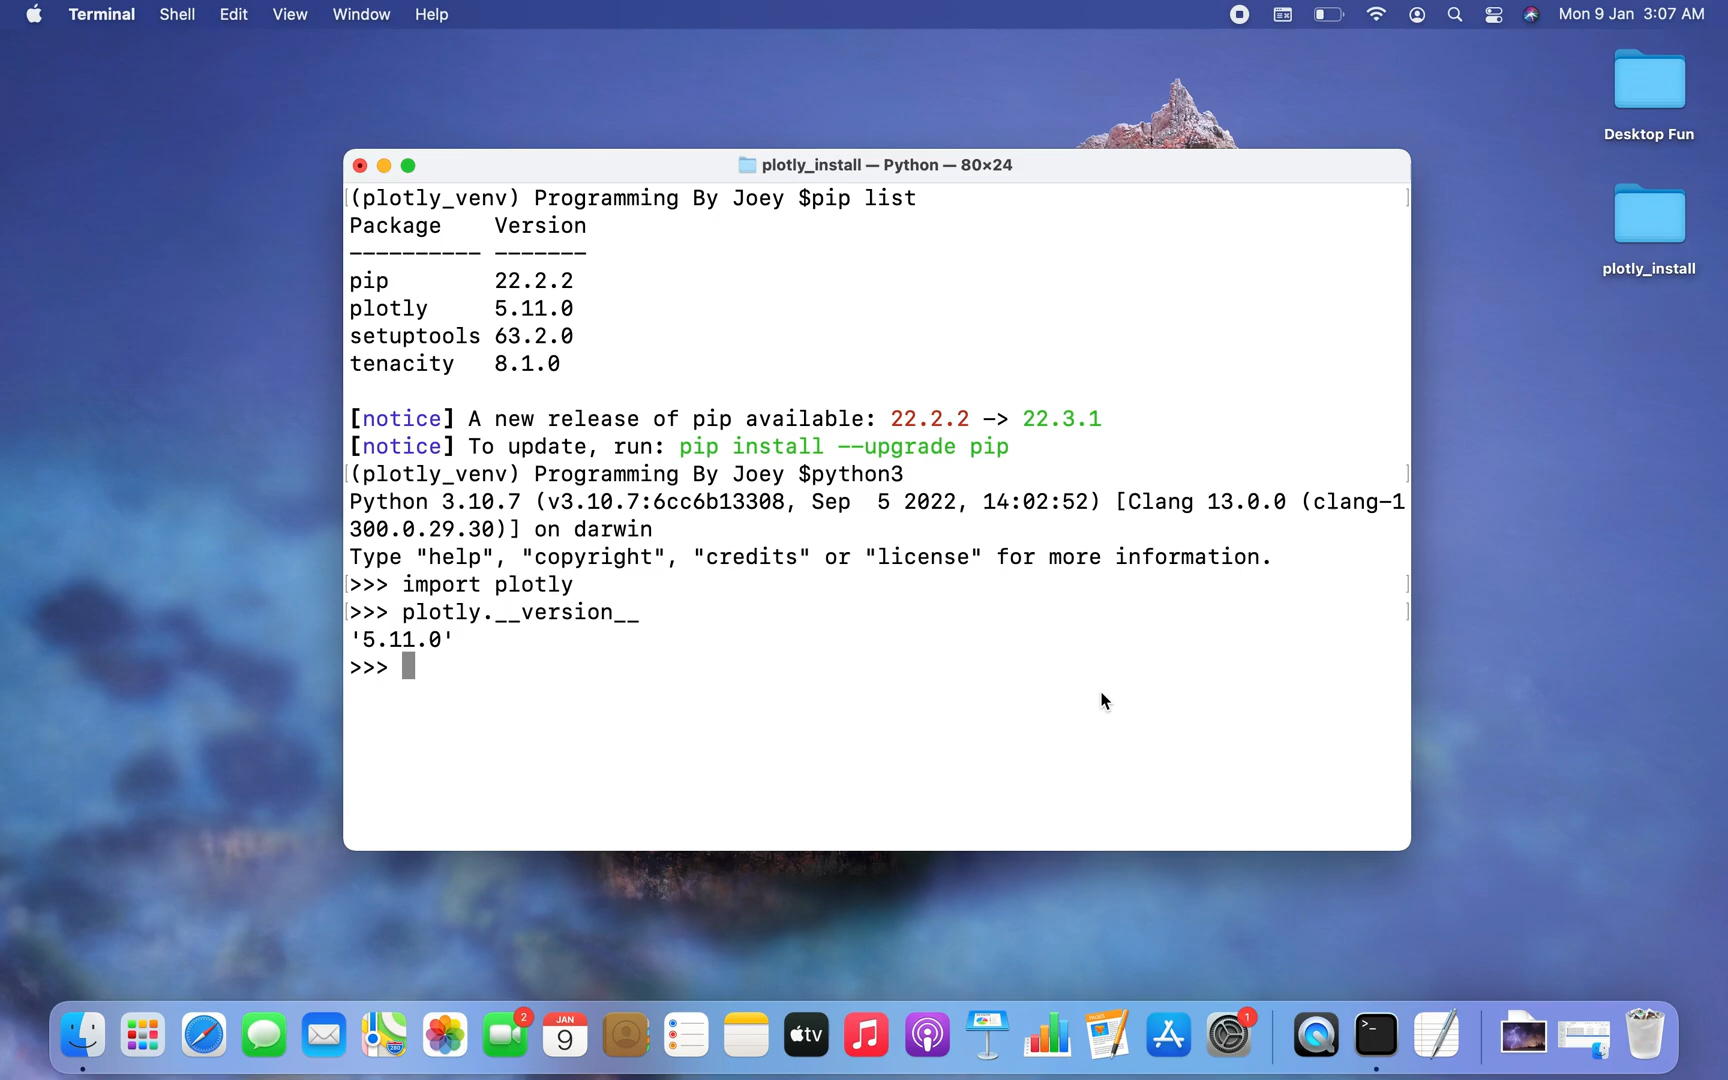 Terminal Shell Edit View Window Help Mon 9 Jan 3:07 AM
Desktop Fun
plotly_install
plotly_install — Python — 80×24
(plotly_venv) Programming By Joey $pip list
Package    Version
---------- -------
pip        22.2.2
plotly     5.11.0
setuptools 63.2.0
tenacity   8.1.0
[notice] A new release of pip available: 22.2.2 -> 22.3.1
[notice] To update, run: pip install --upgrade pip
(plotly_venv) Programming By Joey $python3
Python 3.10.7 (v3.10.7:6cc6b13308, Sep  5 2022, 14:02:52) [Clang 13.0.0 (clang-1
300.0.29.30)] on darwin
Type "help", "copyright", "credits" or "license" for more information.
>>> import plotly
>>> plotly.__version__
'5.11.0'
>>>
280
2
JAN
9
tv
PAGES
1
>_